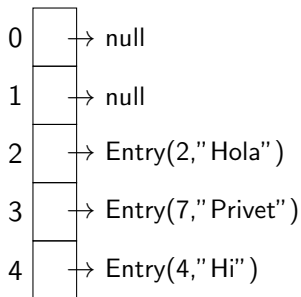 0 → null
1 → null
2 → Entry(2,"Hola")
3 → Entry(7,"Privet")
4 → Entry(4,"Hi")